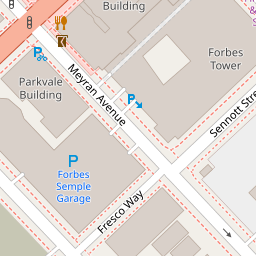 Building
Forbes
Tower
Parkvale
Building
Meyran Avenue
P
P
P
Sennott Stre
Forbes
Semple
Garage
Fresco Way